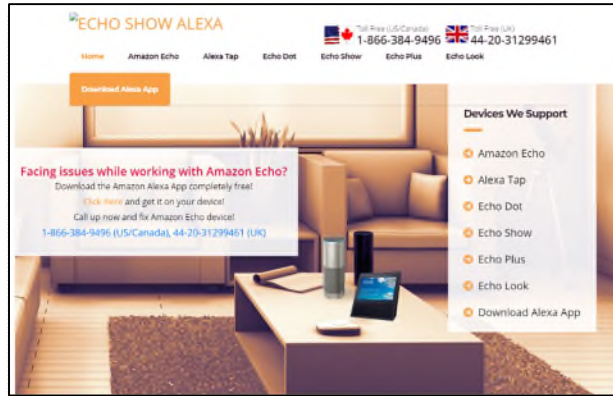 ECHO SHOW ALEXA
Toll Free (US/Canada)
1-866-384-9496
Toll Free (UK)
44-20-31299461
Home Amazon Echo Alexa Tap Echo Dot Echo Show Echo Plus Echo Look
Download Alexa App
Facing issues while working with Amazon Echo?
Download the Amazon Alexa App completely free!
Click Here and get it on your device!
Call up now and fix Amazon Echo device!
1-866-384-9496 (US/Canada), 44-20-31299461 (UK)
Devices We Support
Amazon Echo
Alexa Tap
Echo Dot
Echo Show
Echo Plus
Echo Look
Download Alexa App